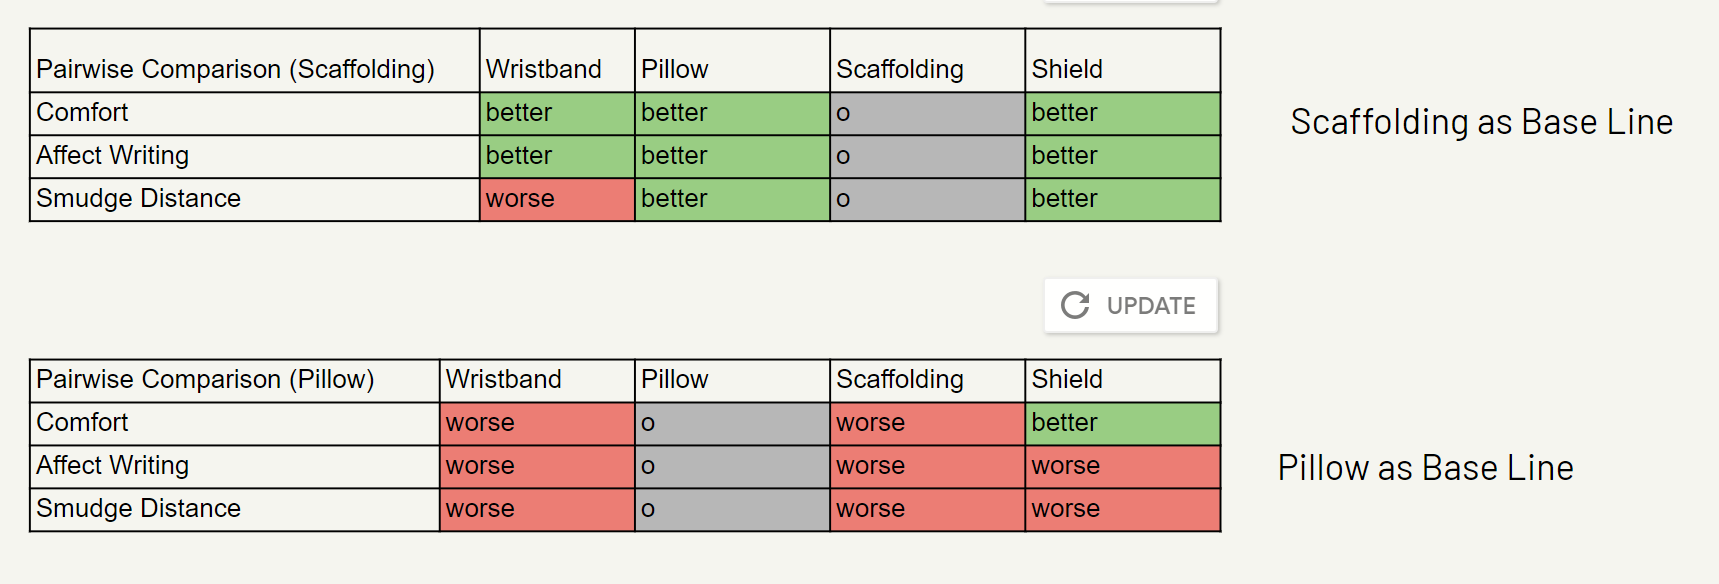 Pairwise Comparison (Scaffolding) Wristband Pillow Scaffolding Shield
Comfort better better o better
Affect Writing better better o better
Smudge Distance worse better o better
Scaffolding as Base Line
UPDATE
Pairwise Comparison (Pillow) Wristband Pillow Scaffolding Shield
Comfort worse o worse better
Affect Writing worse o worse worse
Smudge Distance worse o worse worse
Pillow as Base Line